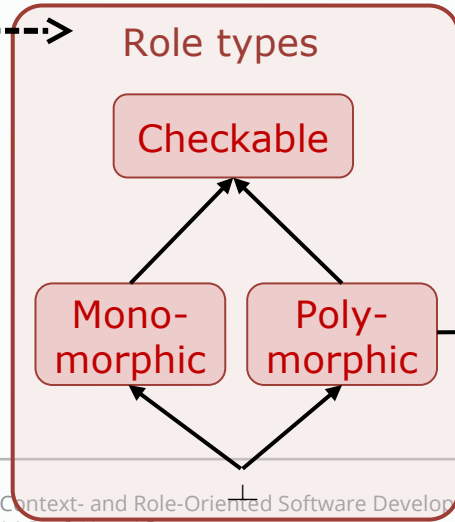 Role types
Checkable
Mono-
morphic
Poly-
morphic
⊥
Context- and Role-Oriented Software Develop